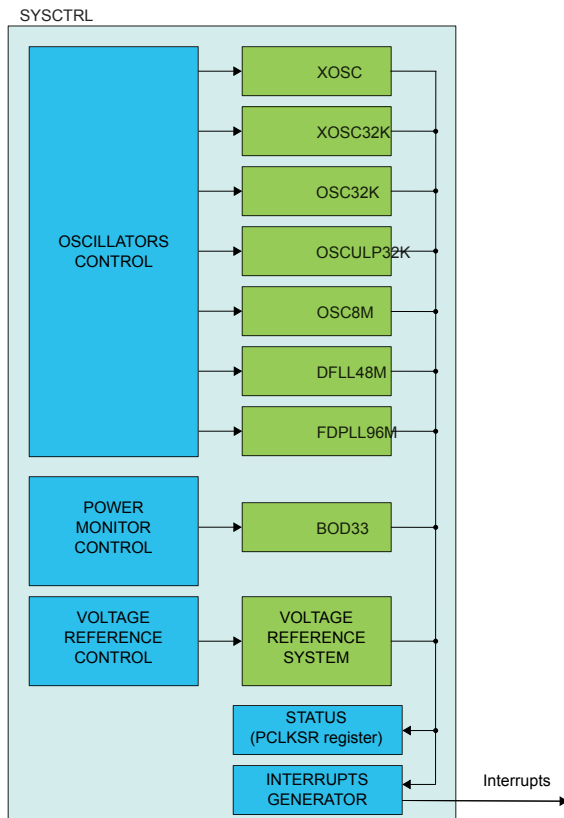 SYSCTRL
XOSC
XOSC32K
OSC32K
OSCILLATORS
CONTROL
OSCULP32K
OSC8M
DFLL48M
FDPLL96M
POWER
MONITOR
CONTROL
BOD33
VOLTAGE
REFERENCE
CONTROL
VOLTAGE
REFERENCE
SYSTEM
STATUS
(PCLKSR register)
INTERRUPTS
GENERATOR
Interrupts